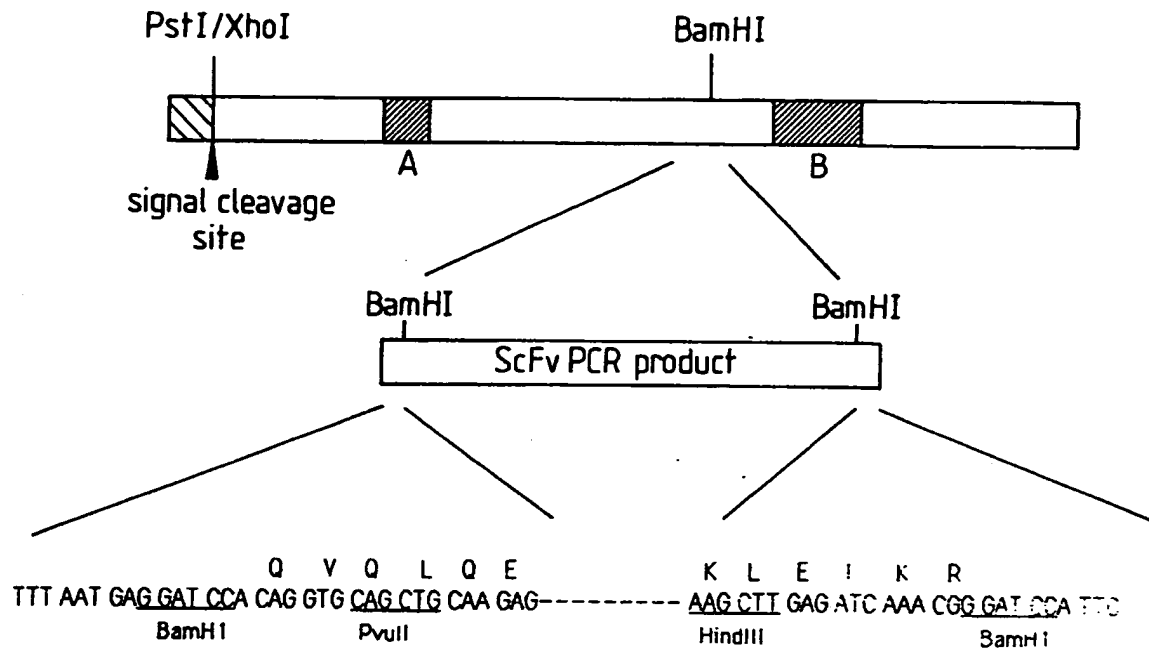 PstI/XhoI
BamHI
A
B
signal cleavage
site
BamHI
BamHI
ScFv PCR product
Q V Q L Q E
K L E I K R
TTT AAT GAG GAT CCA CAG GTG CAG CTG CAA GAG---------- AAG CTT GAG ATC AAA CGG GAT CCA TTC
BamHI
PvuII
HindIII
BamHI